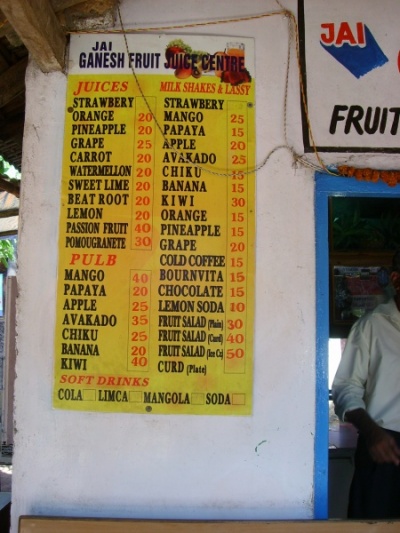 JAI
GANESH FRUIT JUICE CENTRE
JUICES
STRAWBERY
ORANGE 20
PINEAPPLE 20
GRAPE 25
CARROT 20
WATERMELLON 20
SWEET LIME 20
BEAT ROOT 20
LEMON 20
PASSION FRUIT 40
POMOUGRANETE 30
PULB
MANGO 40
PAPAYA 20
APPLE 25
AVAKADO 35
CHIKU 25
BANANA 20
KIWI 40
MILK SHAKES & LASSY
STRAWBERY
MANGO 25
PAPAYA 15
APPLE 20
AVAKADO 25
CHIKU 15
BANANA 15
KIWI 30
ORANGE 15
PINEAPPLE 15
GRAPE 20
COLD COFFEE 15
BOURNVITA 15
CHOCOLATE 15
LEMON SODA 10
FRUIT SALAD (Plain) 30
FRUIT SALAD (Curd) 40
FRUIT SALAD (Ice Cj) 50
CURD (Plate)
SOFT DRINKS
COLA LIMCA MANGOLA SODA
JAI
FRUIT